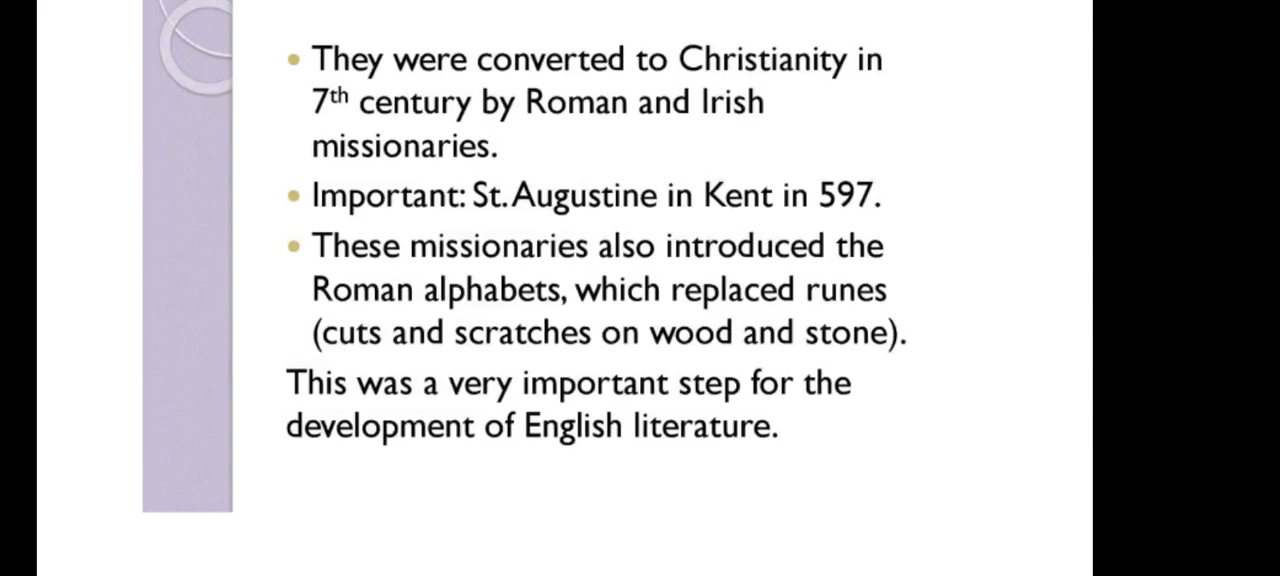 • They were converted to Christianity in
7th century by Roman and Irish
missionaries.
• Important: St. Augustine in Kent in 597.
• These missionaries also introduced the
Roman alphabets, which replaced runes
(cuts and scratches on wood and stone).
This was a very important step for the
development of English literature.